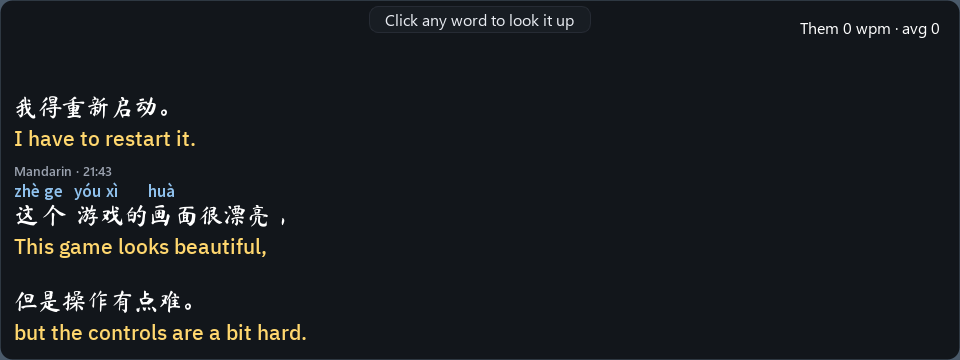 Click any word to look it up
Them 0 wpm · avg 0
我得重新启动。
I have to restart it.
Mandarin · 21:43
zhè ge yóu xì huà
这个 游戏的画面很漂亮，
This game looks beautiful,
但是操作有点难。
but the controls are a bit hard.